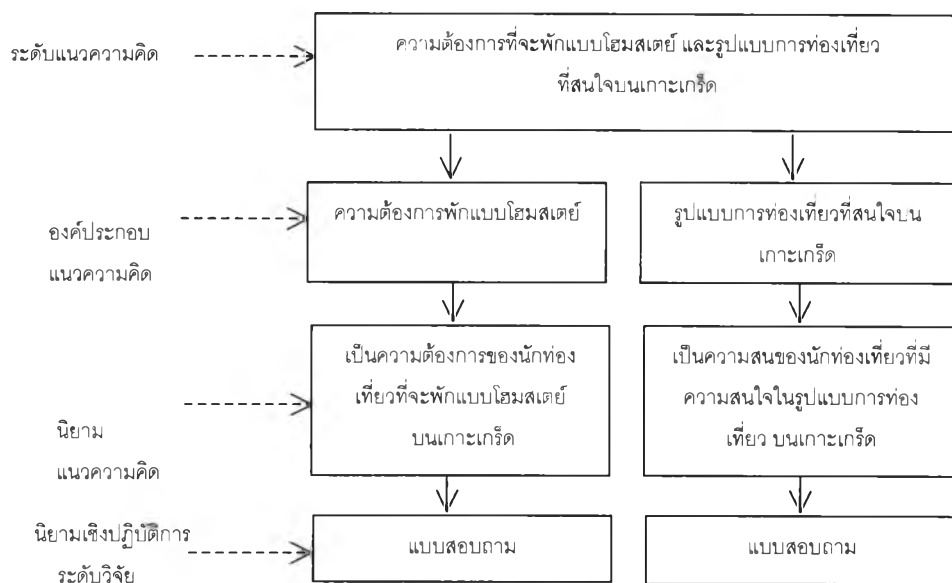 ระดับแนวความคิด
ความต้องการที่จะพักแบบโฮมสเตย์ และรูปแบบการท่องเที่ยว
ที่สนใจบนเกาะเกร็ด
องค์ประกอบ
แนวความคิด
ความต้องการพักแบบโฮมสเตย์
รูปแบบการท่องเที่ยวที่สนใจบน
เกาะเกร็ด
นิยาม
แนวความคิด
เป็นความต้องการของนักท่อง
เที่ยวที่จะพักแบบโฮมสเตย์
บนเกาะเกร็ด
เป็นความสนของนักท่องเที่ยวที่มี
ความสนใจในรูปแบบการท่อง
เที่ยว บนเกาะเกร็ด
นิยามเชิงปฏิบัติการ
ระดับวิจัย
แบบสอบถาม
แบบสอบถาม